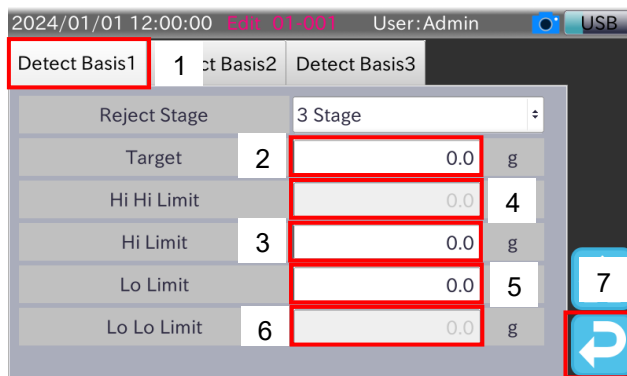 2024/01/01 12:00:00 Edit 01-001 User:Admin USB
Detect Basis1 1 ct Basis2 Detect Basis3
Reject Stage 3 Stage
Target 2 0.0 g
Hi Hi Limit 0.0 4
Hi Limit 3 0.0 g
Lo Limit 0.0 5 7
Lo Lo Limit 6 0.0 g